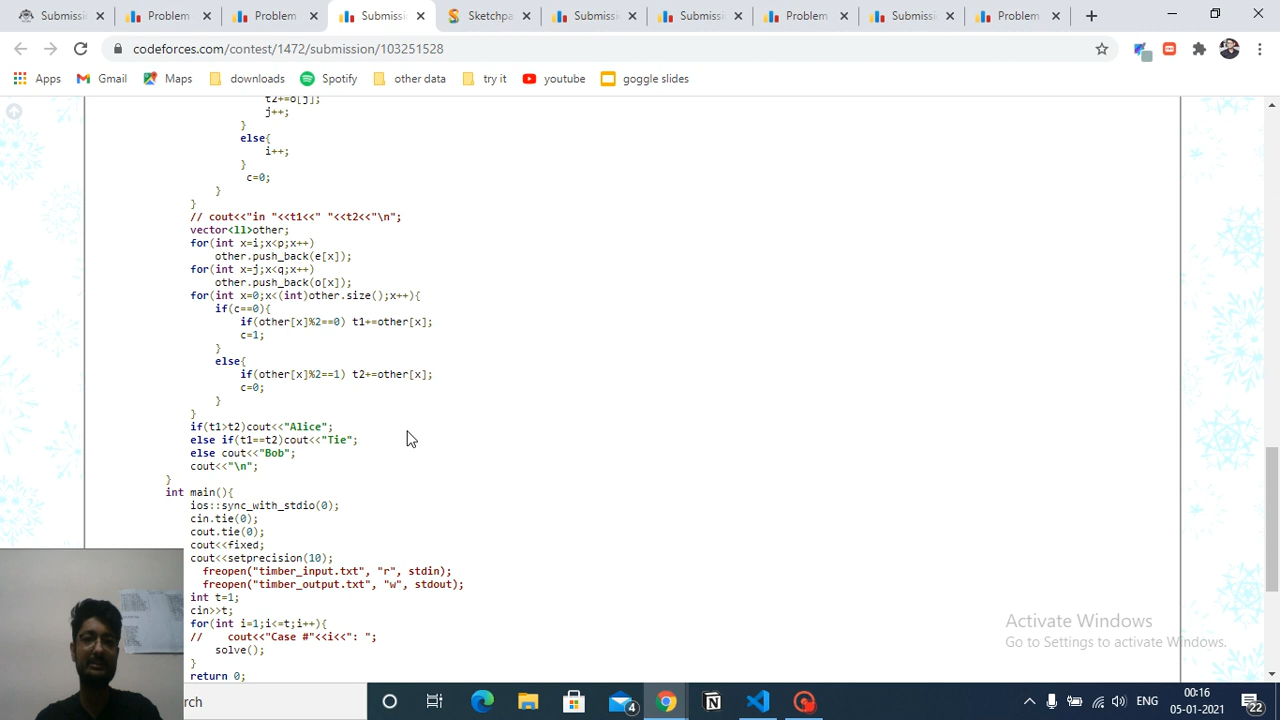 Submissi
Problem
Problem
Submissi
Sketchpa
Submissi
Submissi
Problem
Submissi
Problem
codeforces.com/contest/1472/submission/103251528
Apps Gmail Maps downloads Spotify other data try it youtube goggle slides
t2+=o[j];
j++;
}
else{
i++;
}
c=0;
}
}
// cout<<"in "<<t1<<" "<<t2<<"\n";
vector<ll>other;
for(int x=i;x<p;x++)
other.push_back(e[x]);
for(int x=j;x<q;x++)
other.push_back(o[x]);
for(int x=0;x<(int)other.size();x++){
if(c==0){
if(other[x]%2==0) t1+=other[x];
c=1;
}
else{
if(other[x]%2==1) t2+=other[x];
c=0;
}
}
if(t1>t2)cout<<"Alice";
else if(t1==t2)cout<<"Tie";
else cout<<"Bob";
cout<<"\n";
}
int main(){
ios::sync_with_stdio(0);
cin.tie(0);
cout.tie(0);
cout<<fixed;
cout<<setprecision(10);
freopen("timber_input.txt", "r", stdin);
freopen("timber_output.txt", "w", stdout);
int t=1;
cin>>t;
for(int i=1;i<=t;i++){
// cout<<"Case #"<<i<<": ";
solve();
}
return 0;
Activate Windows
Go to Settings to activate Windows.
rch
4
ENG
00:16
05-01-2021
22